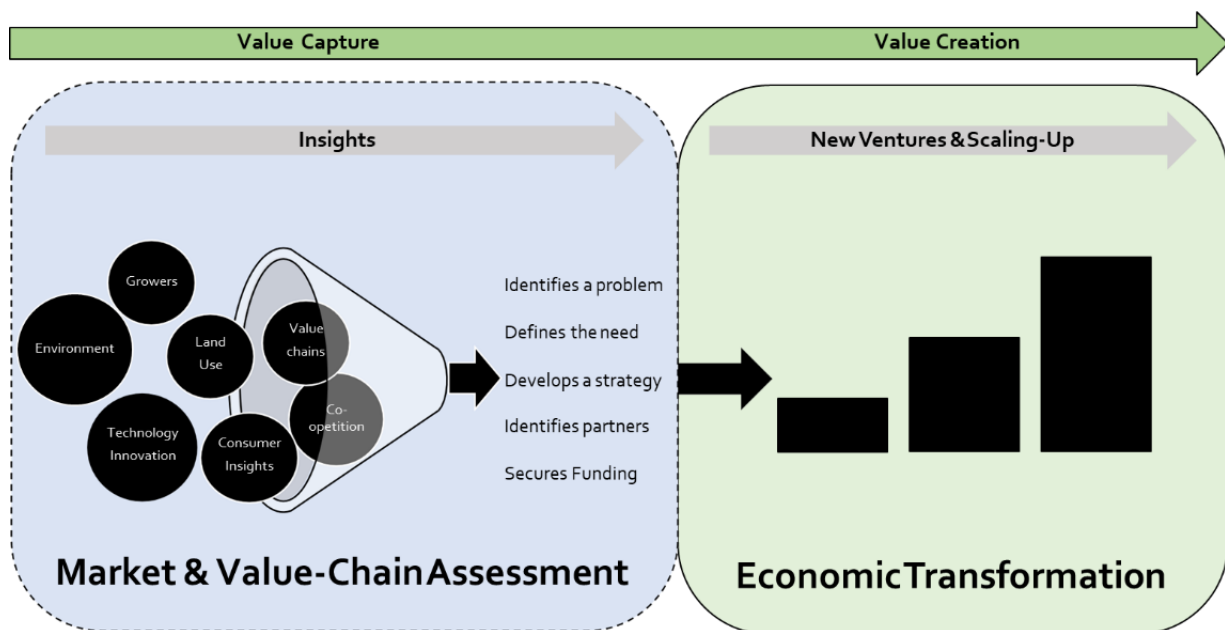 Value Capture
Value Creation
Insights
New Ventures & Scaling-Up
Growers
Environment
Land
Use
Value
chains
Technology
Innovation
Consumer
Insights
Co-
opetition
Identifies a problem
Defines the need
Develops a strategy
Identifies partners
Secures Funding
Market & Value-Chain Assessment
Economic Transformation